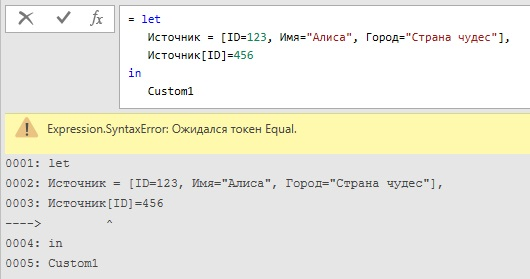 fx
= let
Источник = [ID=123, Имя="Алиса", Город="Страна чудес"],
Источник[ID]=456
in
Custom1
Expression.SyntaxError: Ожидался токен Equal.
0001: let
0002: Источник = [ID=123, Имя="Алиса", Город="Страна чудес"],
0003: Источник[ID]=456
----> ^
0004: in
0005: Custom1